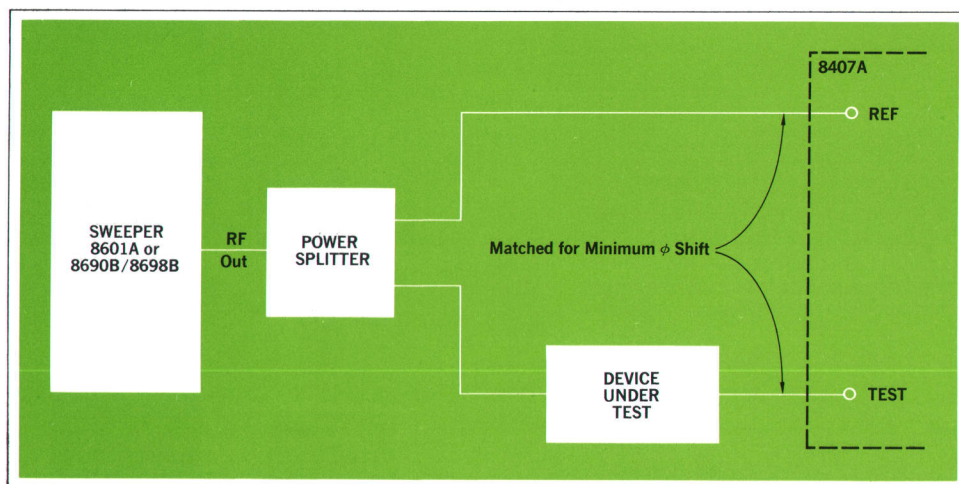 8407A
REF
SWEEPER
8601A or
8690B/8698B
RF
Out
POWER
SPLITTER
Matched for Minimum φ Shift
DEVICE
UNDER
TEST
TEST